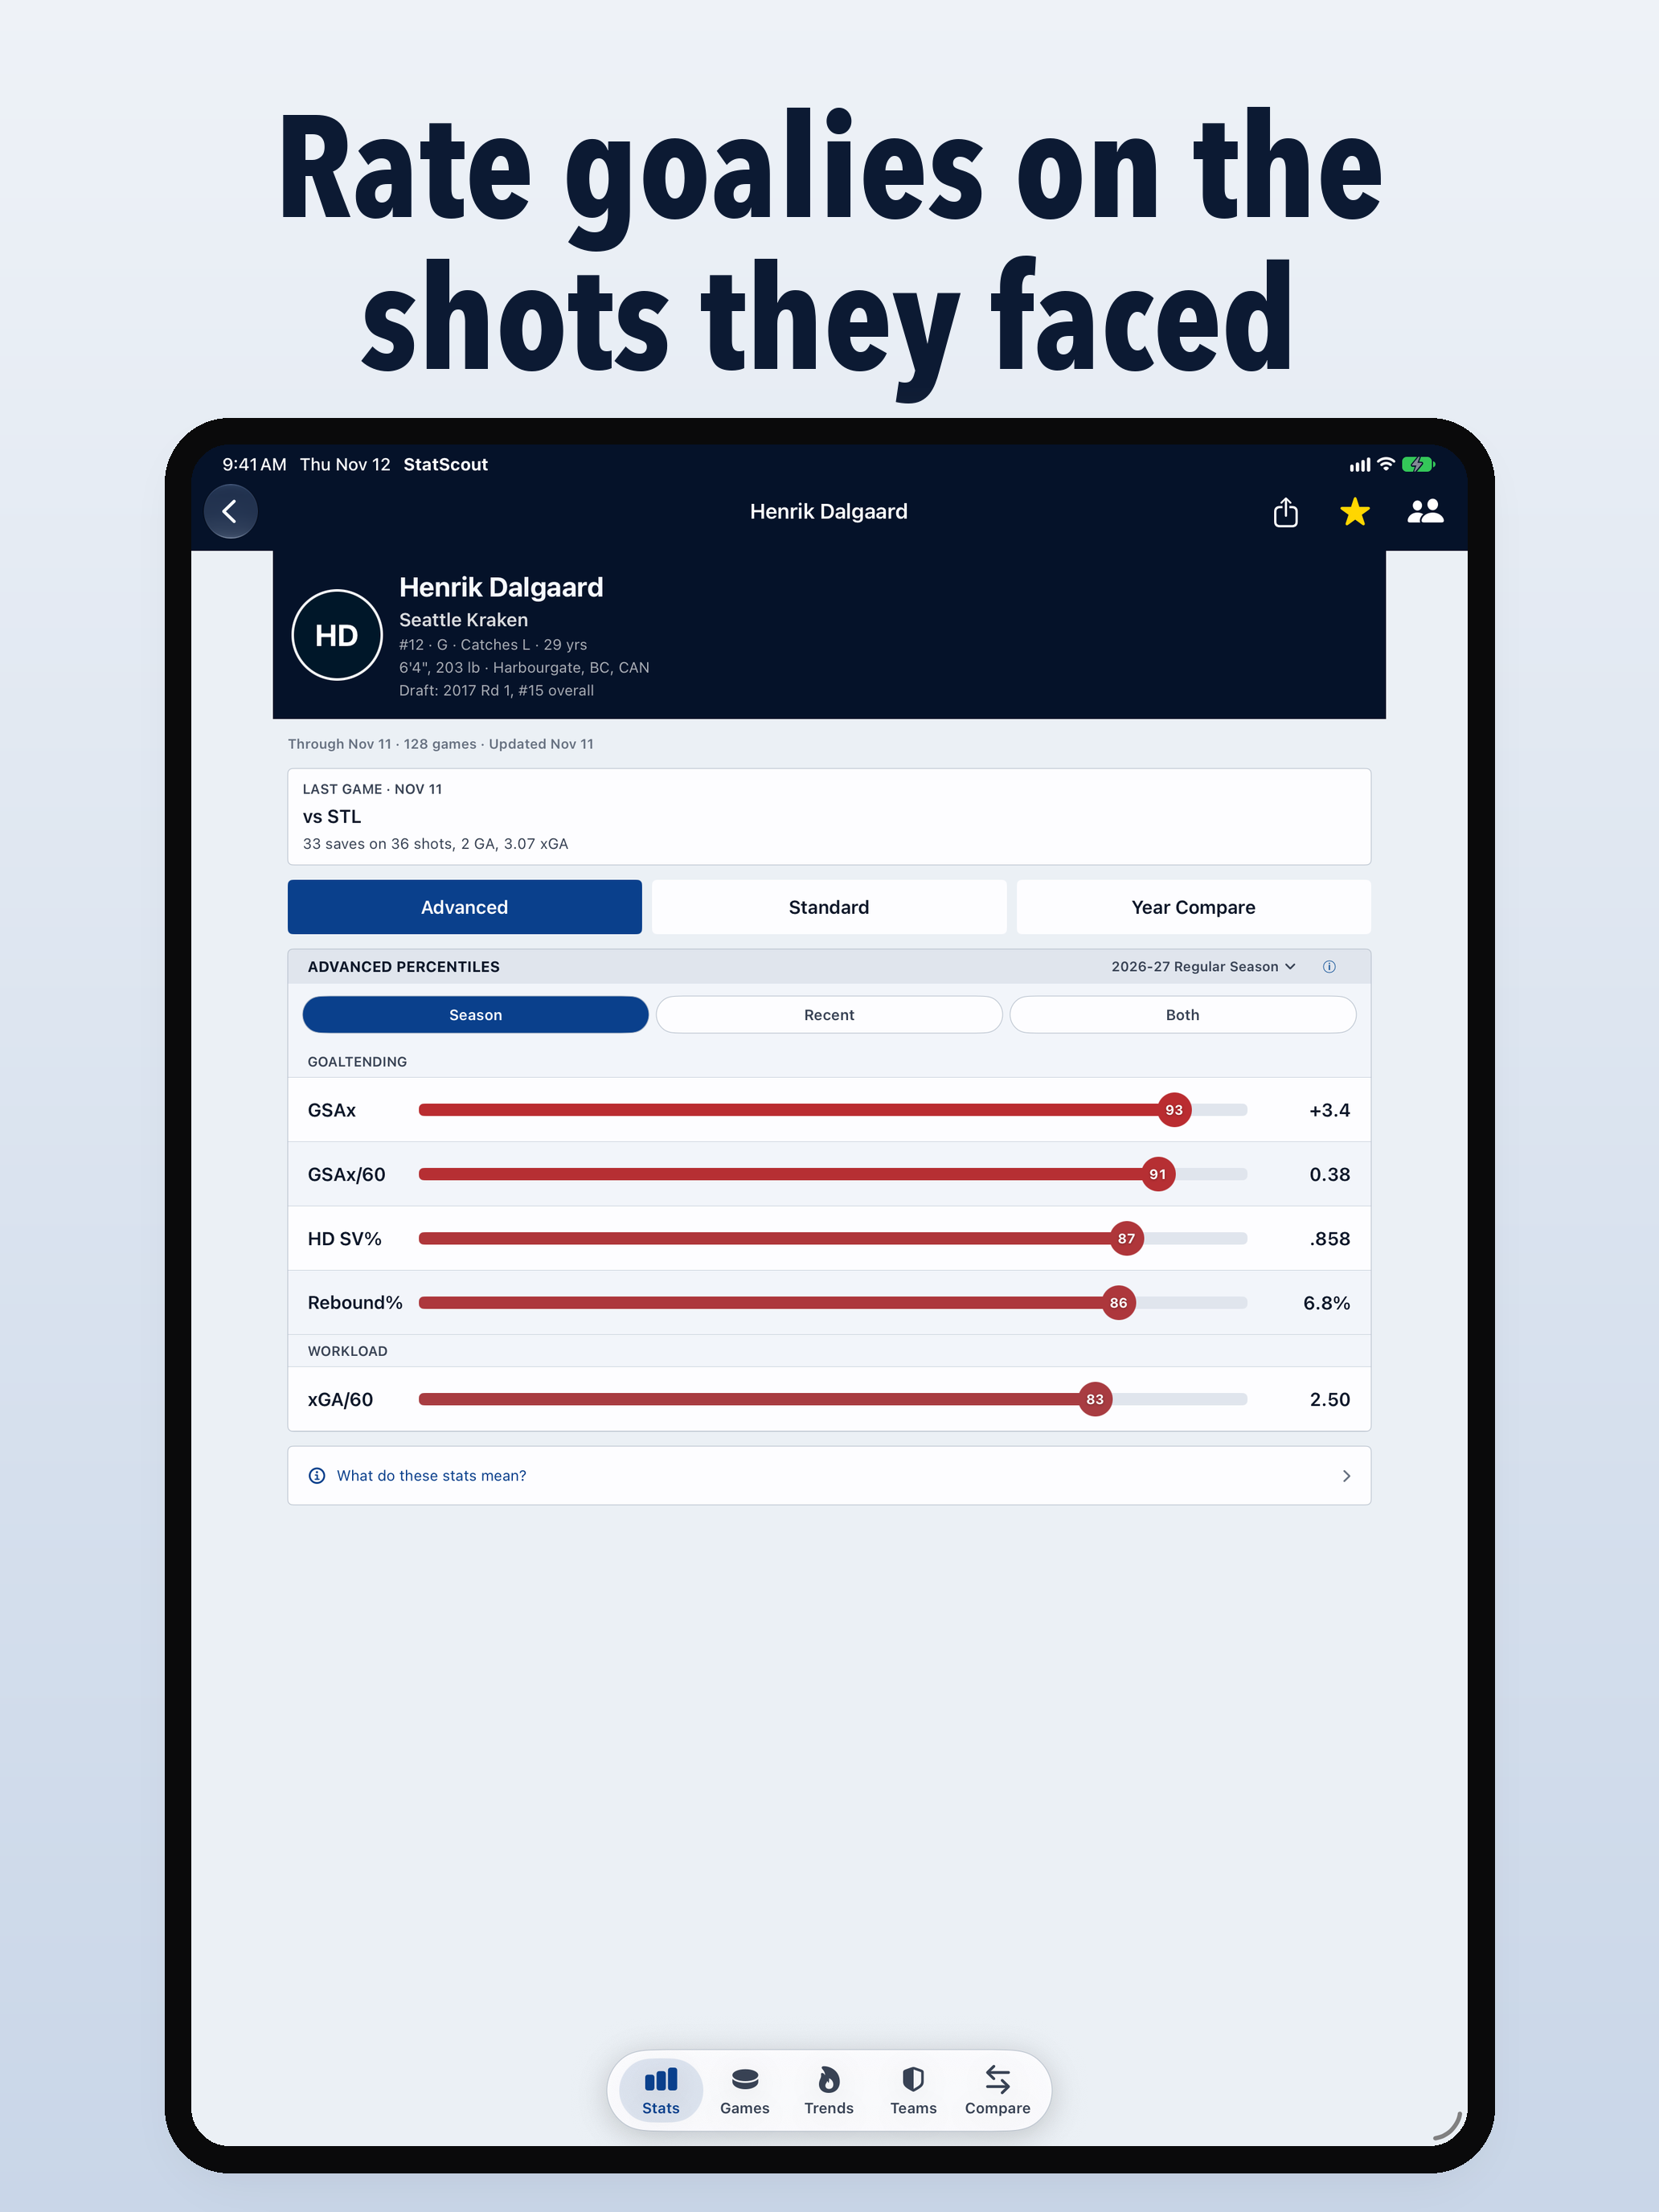 Rate goalies on the
shots they faced
9:41 AM Thu Nov 12 StatScout
Henrik Dalgaard
HD
Henrik Dalgaard
Seattle Kraken
#12 · G · Catches L · 29 yrs
6'4", 203 lb · Harbourgate, BC, CAN
Draft: 2017 Rd 1, #15 overall
Through Nov 11 · 128 games · Updated Nov 11
LAST GAME · NOV 11
vs STL
33 saves on 36 shots, 2 GA, 3.07 xGA
Advanced Standard Year Compare
ADVANCED PERCENTILES 2026-27 Regular Season
Season Recent Both
GOALTENDING
GSAx 93 +3.4
GSAx/60 91 0.38
HD SV% 87 .858
Rebound% 86 6.8%
WORKLOAD
xGA/60 83 2.50
What do these stats mean?
Stats Games Trends Teams Compare